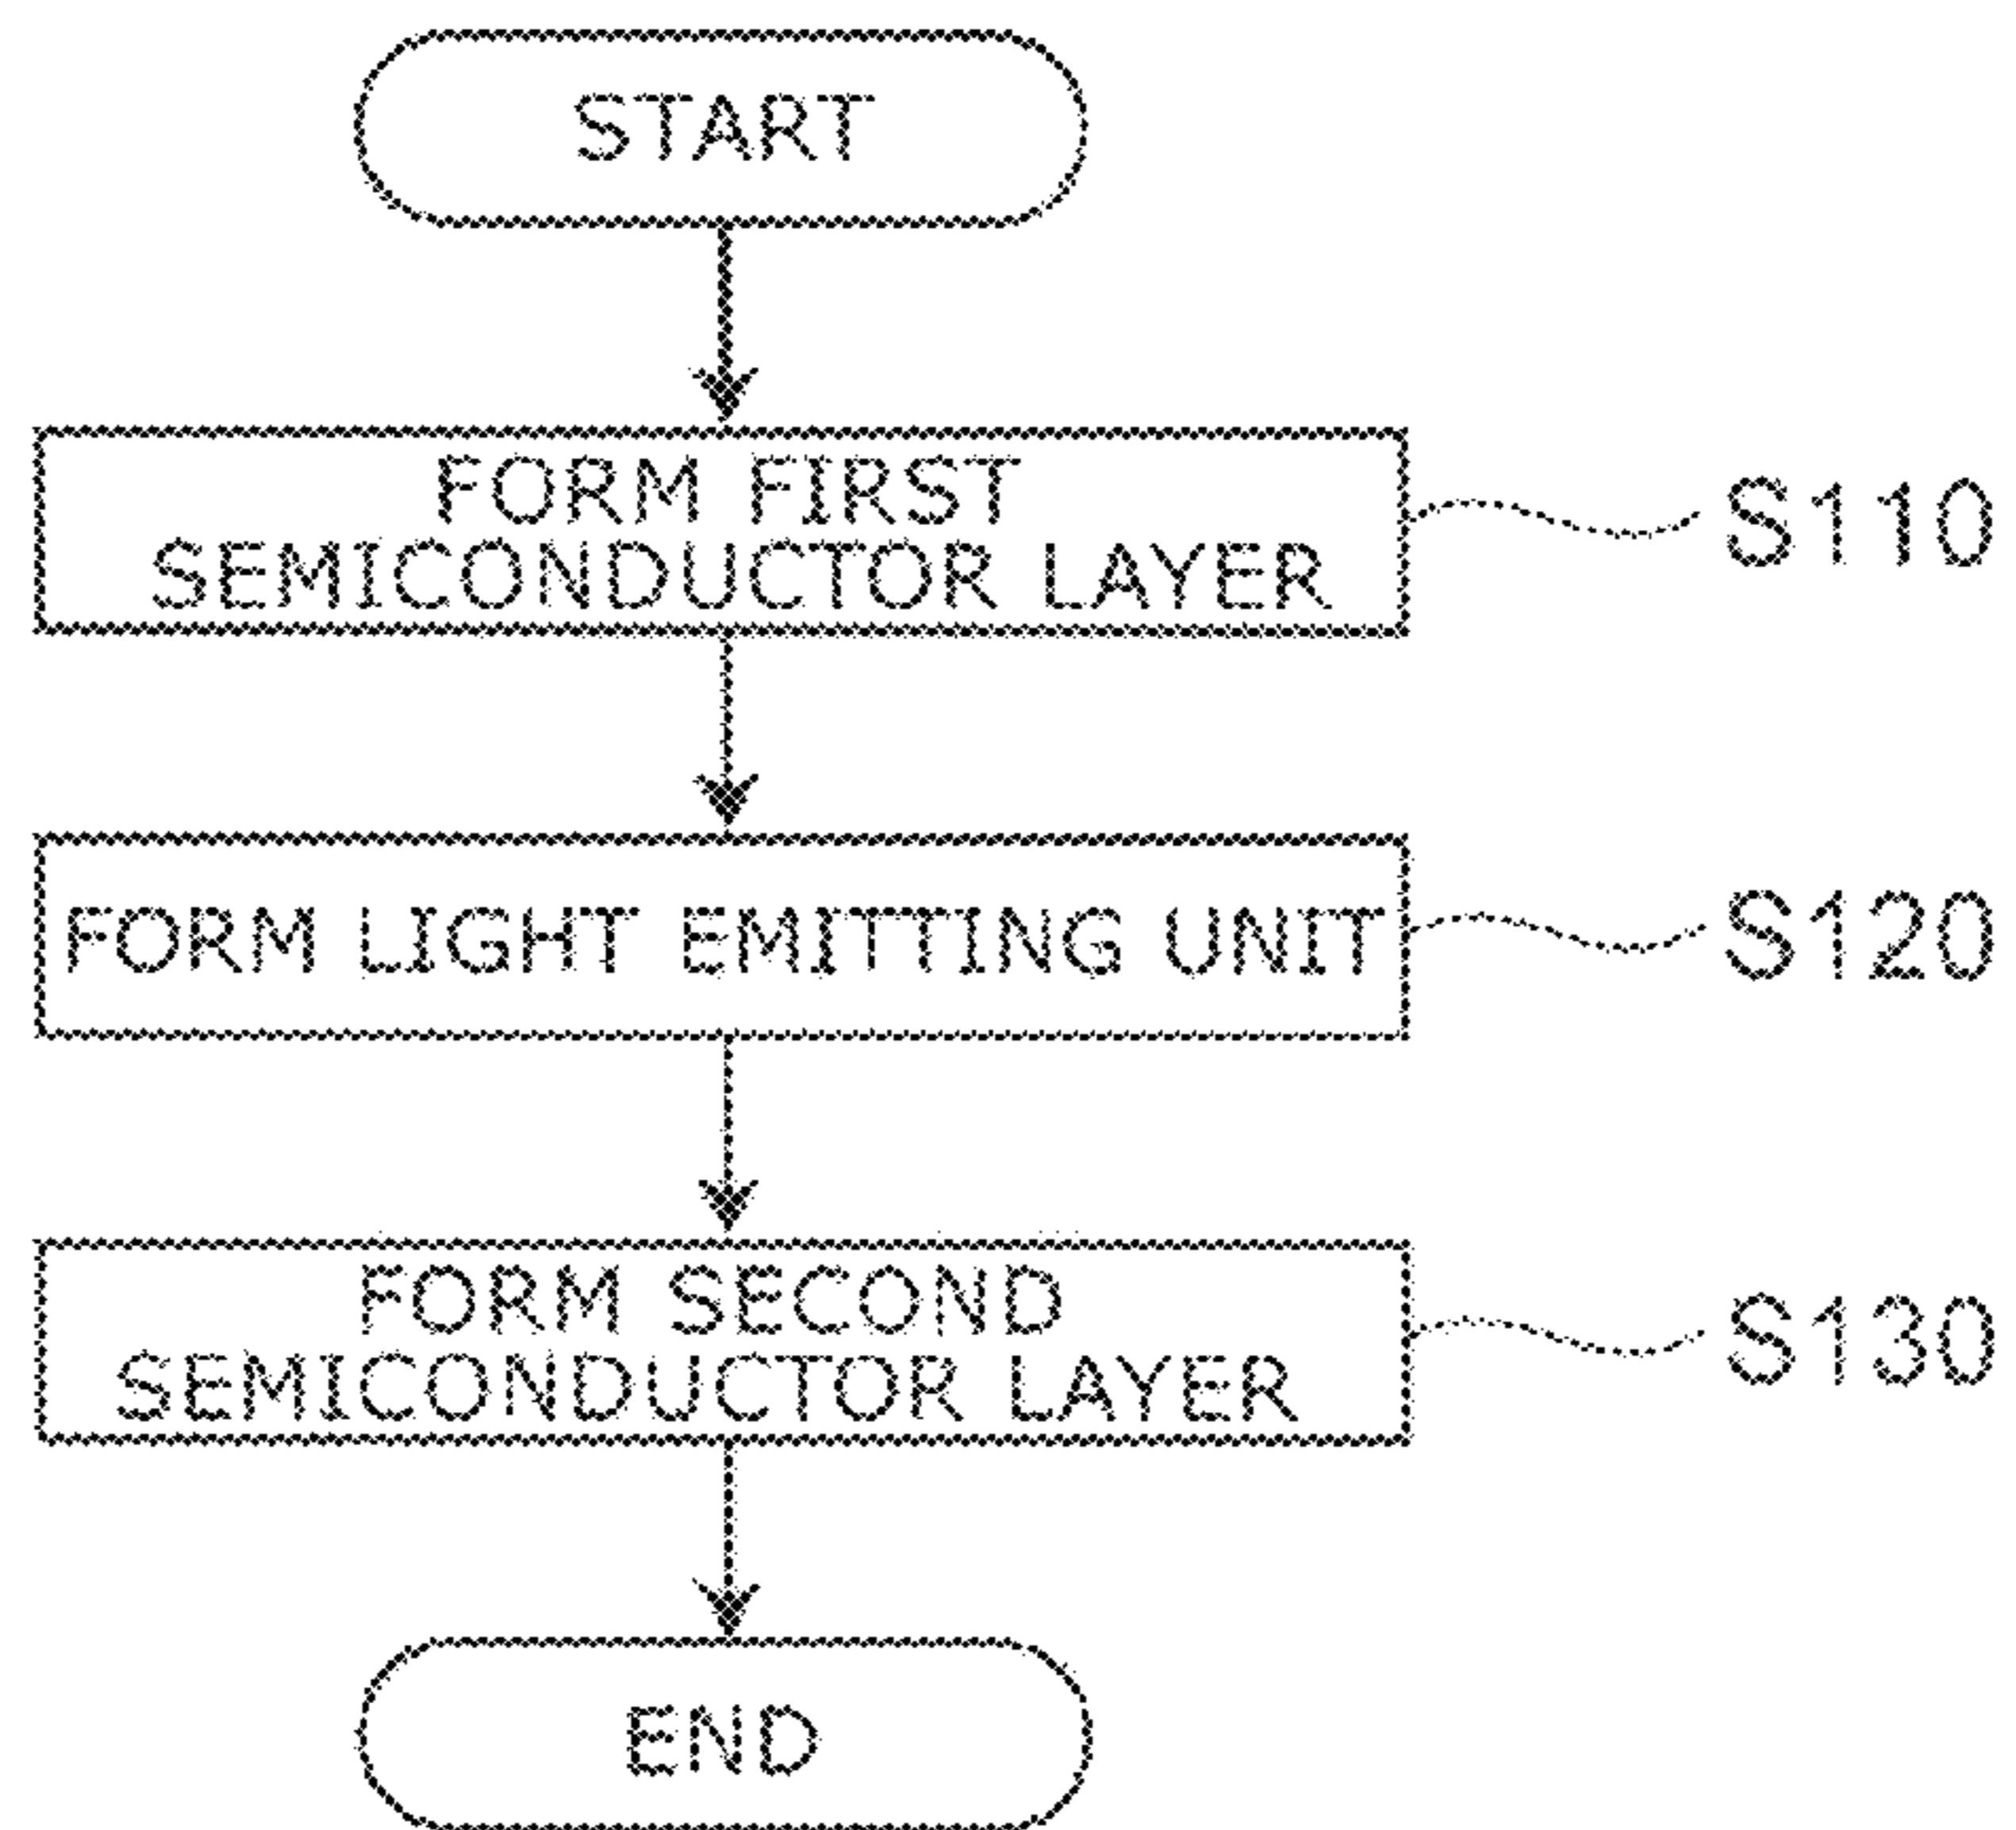 START
FORM FIRST
SEMICONDUCTOR LAYER
S110
FORM LIGHT EMITTING UNIT
S120
FORM SECOND
SEMICONDUCTOR LAYER
S130
END